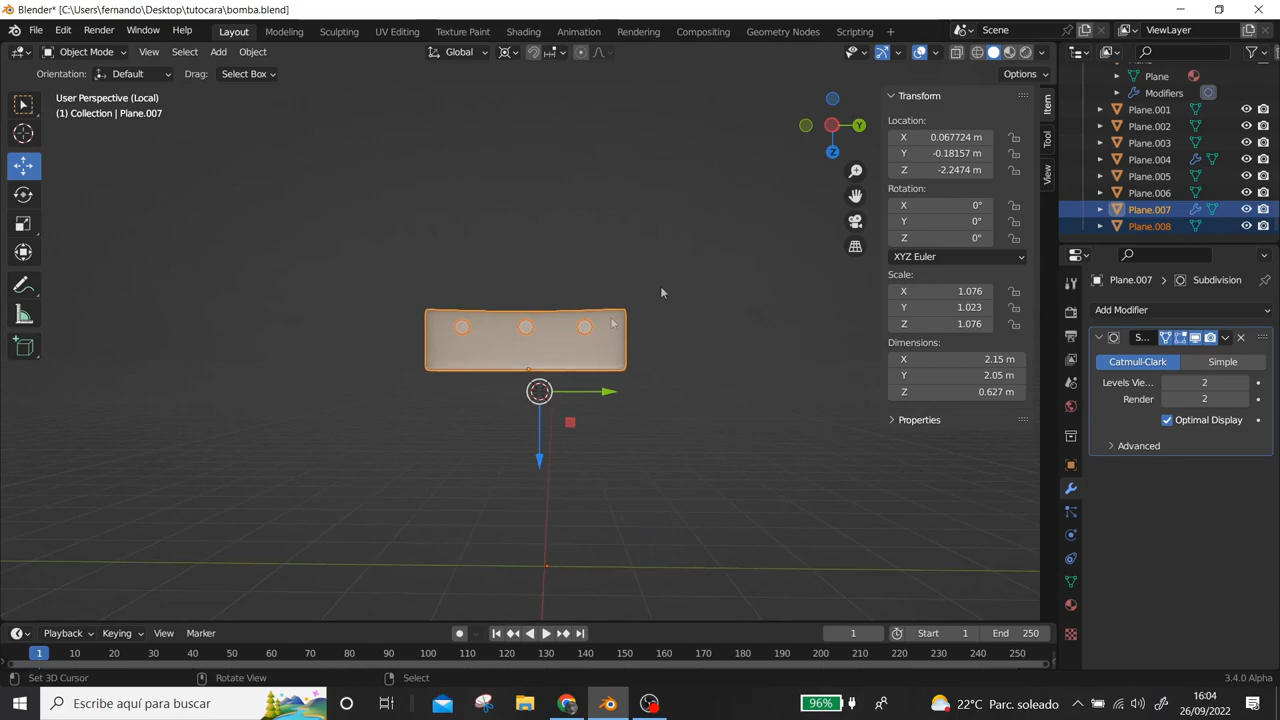 Blender* [C:\Users\fernando\Desktop\tutocara\bomba.blend]
File Edit Render Window Help Layout Modeling Sculpting UV Editing Texture Paint Shading Animation Rendering Compositing Geometry Nodes Scripting Scene ViewLayer
Object Mode View Select Add Object Global
Orientation: Default Drag: Select Box Options
User Perspective (Local)
(1) Collection | Plane.007
Z
Y
Item
Tool
View
Transform
Location:
X 0.067724 m
Y -0.18157 m
Z -2.2474 m
Rotation:
X 0°
Y 0°
Z 0°
XYZ Euler
Scale:
X 1.076
Y 1.023
Z 1.076
Dimensions:
X 2.15 m
Y 2.05 m
Z 0.627 m
Properties
Plane
Modifiers
Plane.001
Plane.002
Plane.003
Plane.004
Plane.005
Plane.006
Plane.007
Plane.008
Plane.007 Subdivision
Add Modifier
S...
Catmull-Clark Simple
Levels Vie... 2
Render 2
Optimal Display
Advanced
Playback Keying View Marker 1 Start 1 End 250
1 10 20 30 40 50 60 70 80 90 100 110 120 130 140 150 160 170 180 190 200 210 220 230 240 250
Set 3D Cursor Rotate View Select 3.4.0 Alpha
Escribe aquí para buscar 96% 22°C Parc. soleado 16:04
26/09/2022